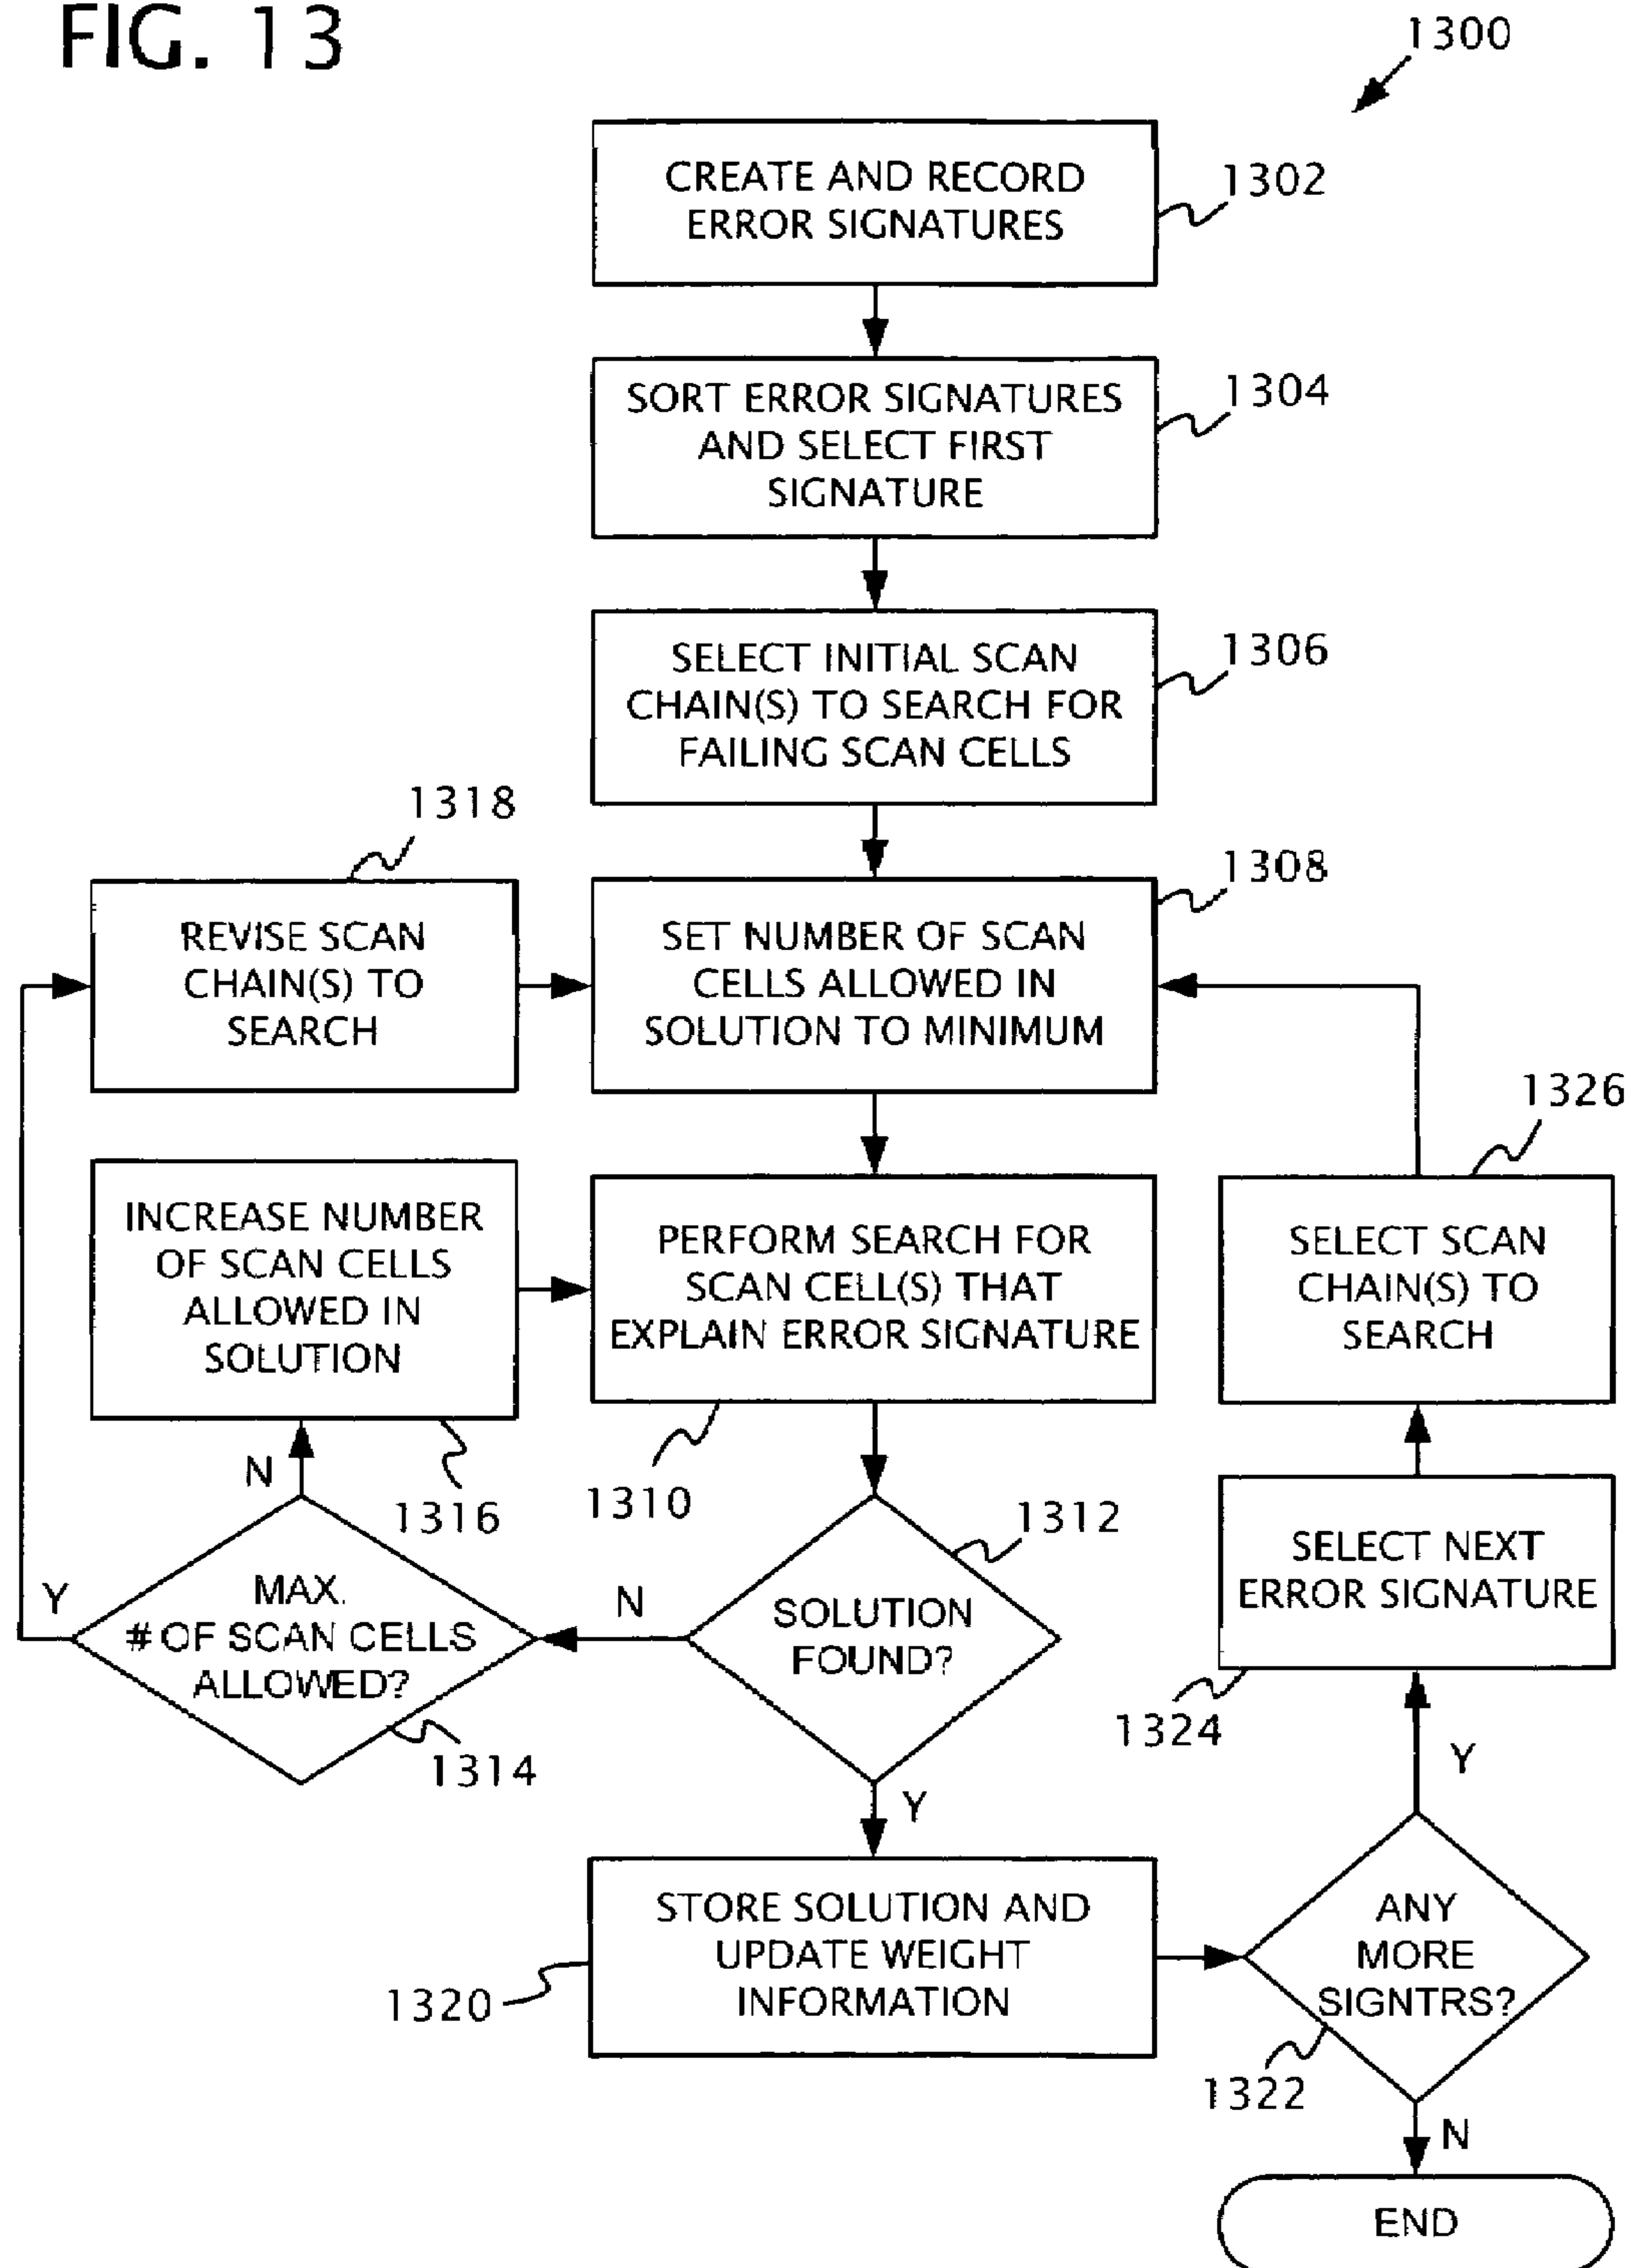 FIG. 13
1300
CREATE AND RECORD
ERROR SIGNATURES
1302
SORT ERROR SIGNATURES
AND SELECT FIRST
SIGNATURE
1304
SELECT INITIAL SCAN
CHAIN(S) TO SEARCH FOR
FAILING SCAN CELLS
1306
1318
REVISE SCAN
CHAIN(S) TO
SEARCH
SET NUMBER OF SCAN
CELLS ALLOWED IN
SOLUTION TO MINIMUM
1308
1326
INCREASE NUMBER
OF SCAN CELLS
ALLOWED IN
SOLUTION
1316
PERFORM SEARCH FOR
SCAN CELL(S) THAT
EXPLAIN ERROR SIGNATURE
1310
SELECT SCAN
CHAIN(S) TO
SEARCH
N
Y
MAX.
# OF SCAN CELLS
ALLOWED?
1314
N
SOLUTION
FOUND?
1312
Y
SELECT NEXT
ERROR SIGNATURE
1324
Y
STORE SOLUTION AND
UPDATE WEIGHT
INFORMATION
1320
ANY
MORE
SIGNTRS?
1322
N
END